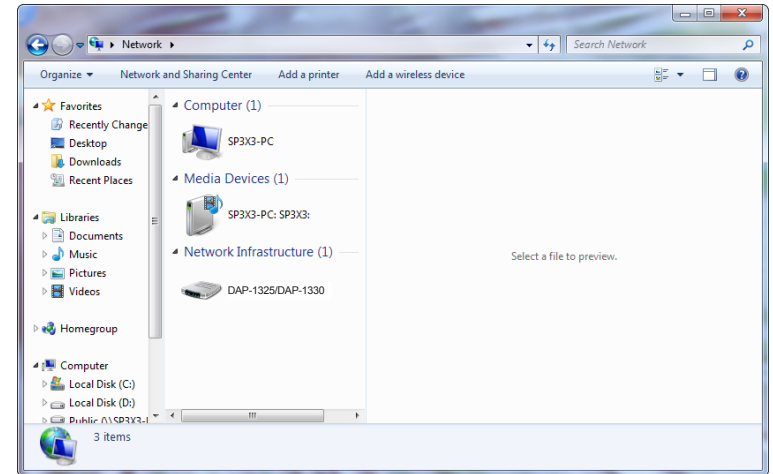 Network
Search Network
Organize
Network and Sharing Center
Add a printer
Add a wireless device
Favorites
Recently Change
Desktop
Downloads
Recent Places
Libraries
Documents
Music
Pictures
Videos
Homegroup
Computer
Local Disk (C:)
Local Disk (D:)
Computer (1)
SP3X3-PC
Media Devices (1)
SP3X3-PC: SP3X3:
Network Infrastructure (1)
DAP-1325/DAP-1330
Select a file to preview.
3 items